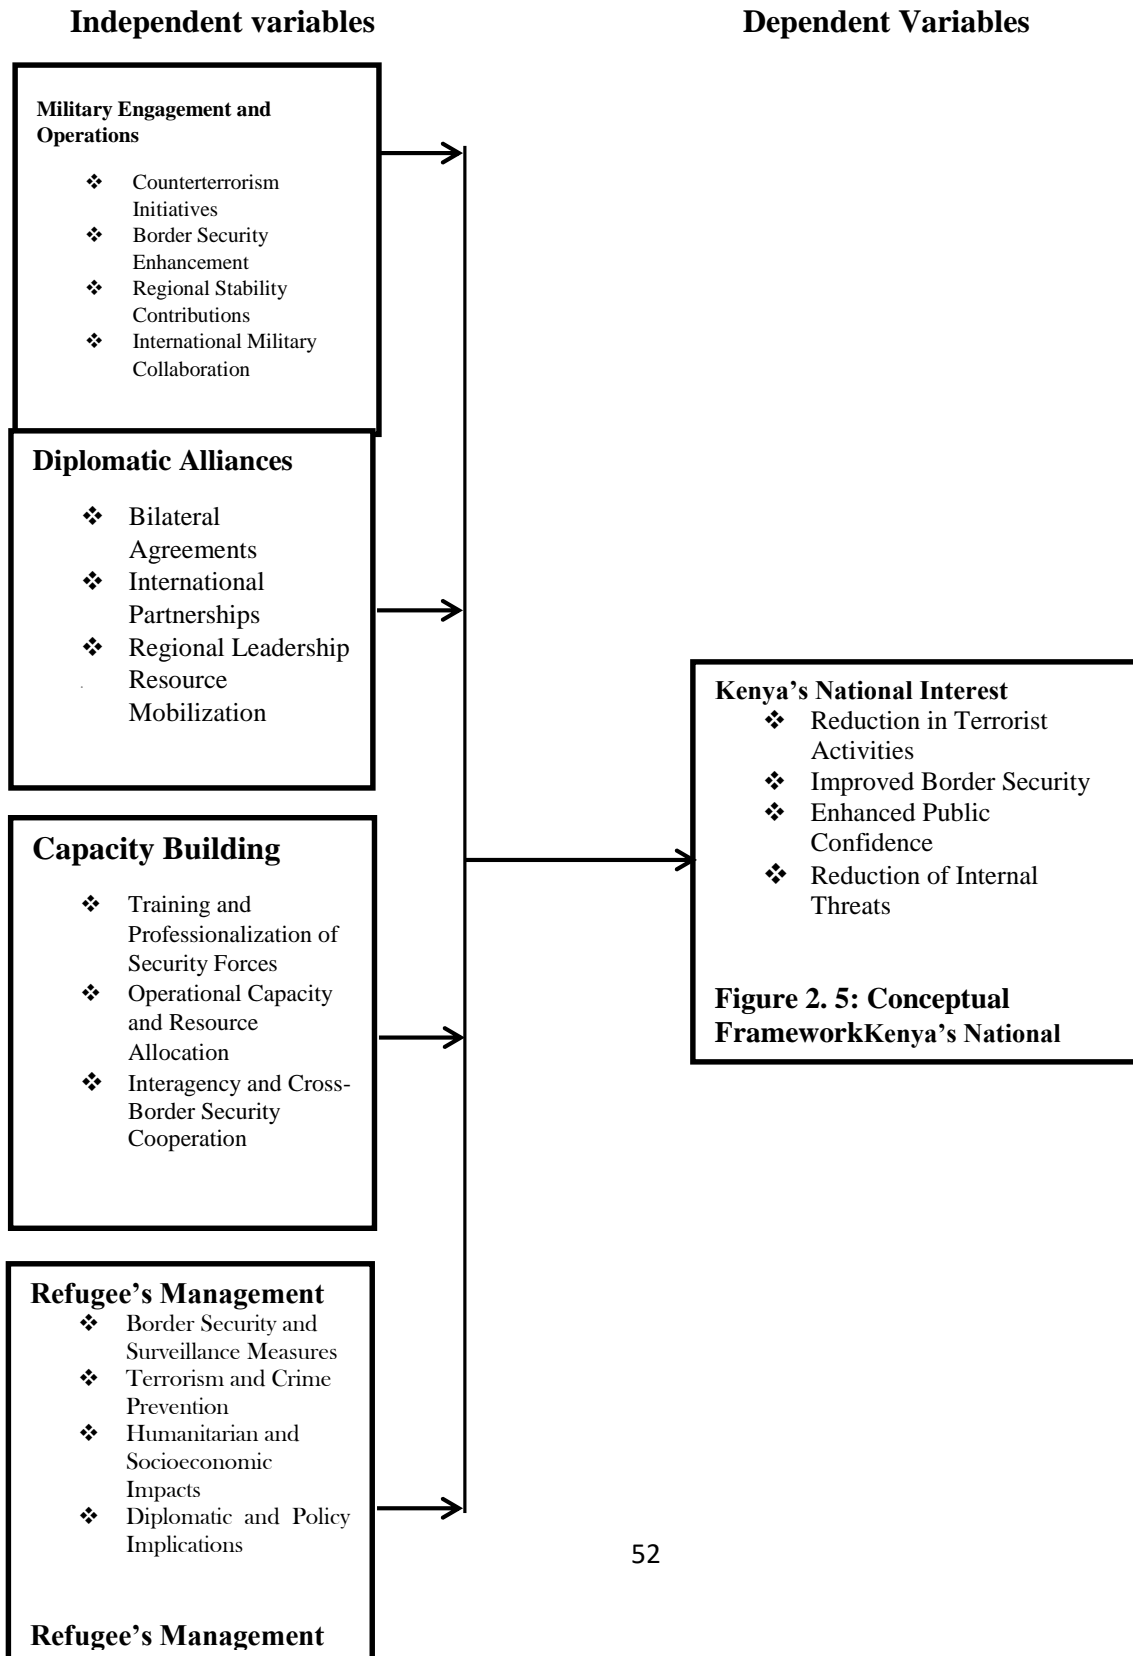 Independent variables
Dependent Variables
Military Engagement and
Operations
❖ Counterterrorism
Initiatives
❖ Border Security
Enhancement
❖ Regional Stability
Contributions
❖ International Military
Collaboration
Diplomatic Alliances
❖ Bilateral
Agreements
❖ International
Partnerships
❖ Regional Leadership
Resource
Mobilization
Capacity Building
❖ Training and
Professionalization of
Security Forces
❖ Operational Capacity
and Resource
Allocation
❖ Interagency and Cross-
Border Security
Cooperation
Refugee’s Management
❖ Border Security and
Surveillance Measures
❖ Terrorism and Crime
Prevention
❖ Humanitarian and
Socioeconomic
Impacts
❖ Diplomatic and Policy
Implications
Refugee’s Management
Kenya’s National Interest
❖ Reduction in Terrorist
Activities
❖ Improved Border Security
❖ Enhanced Public
Confidence
❖ Reduction of Internal
Threats
Figure 2. 5: Conceptual
FrameworkKenya’s National
52